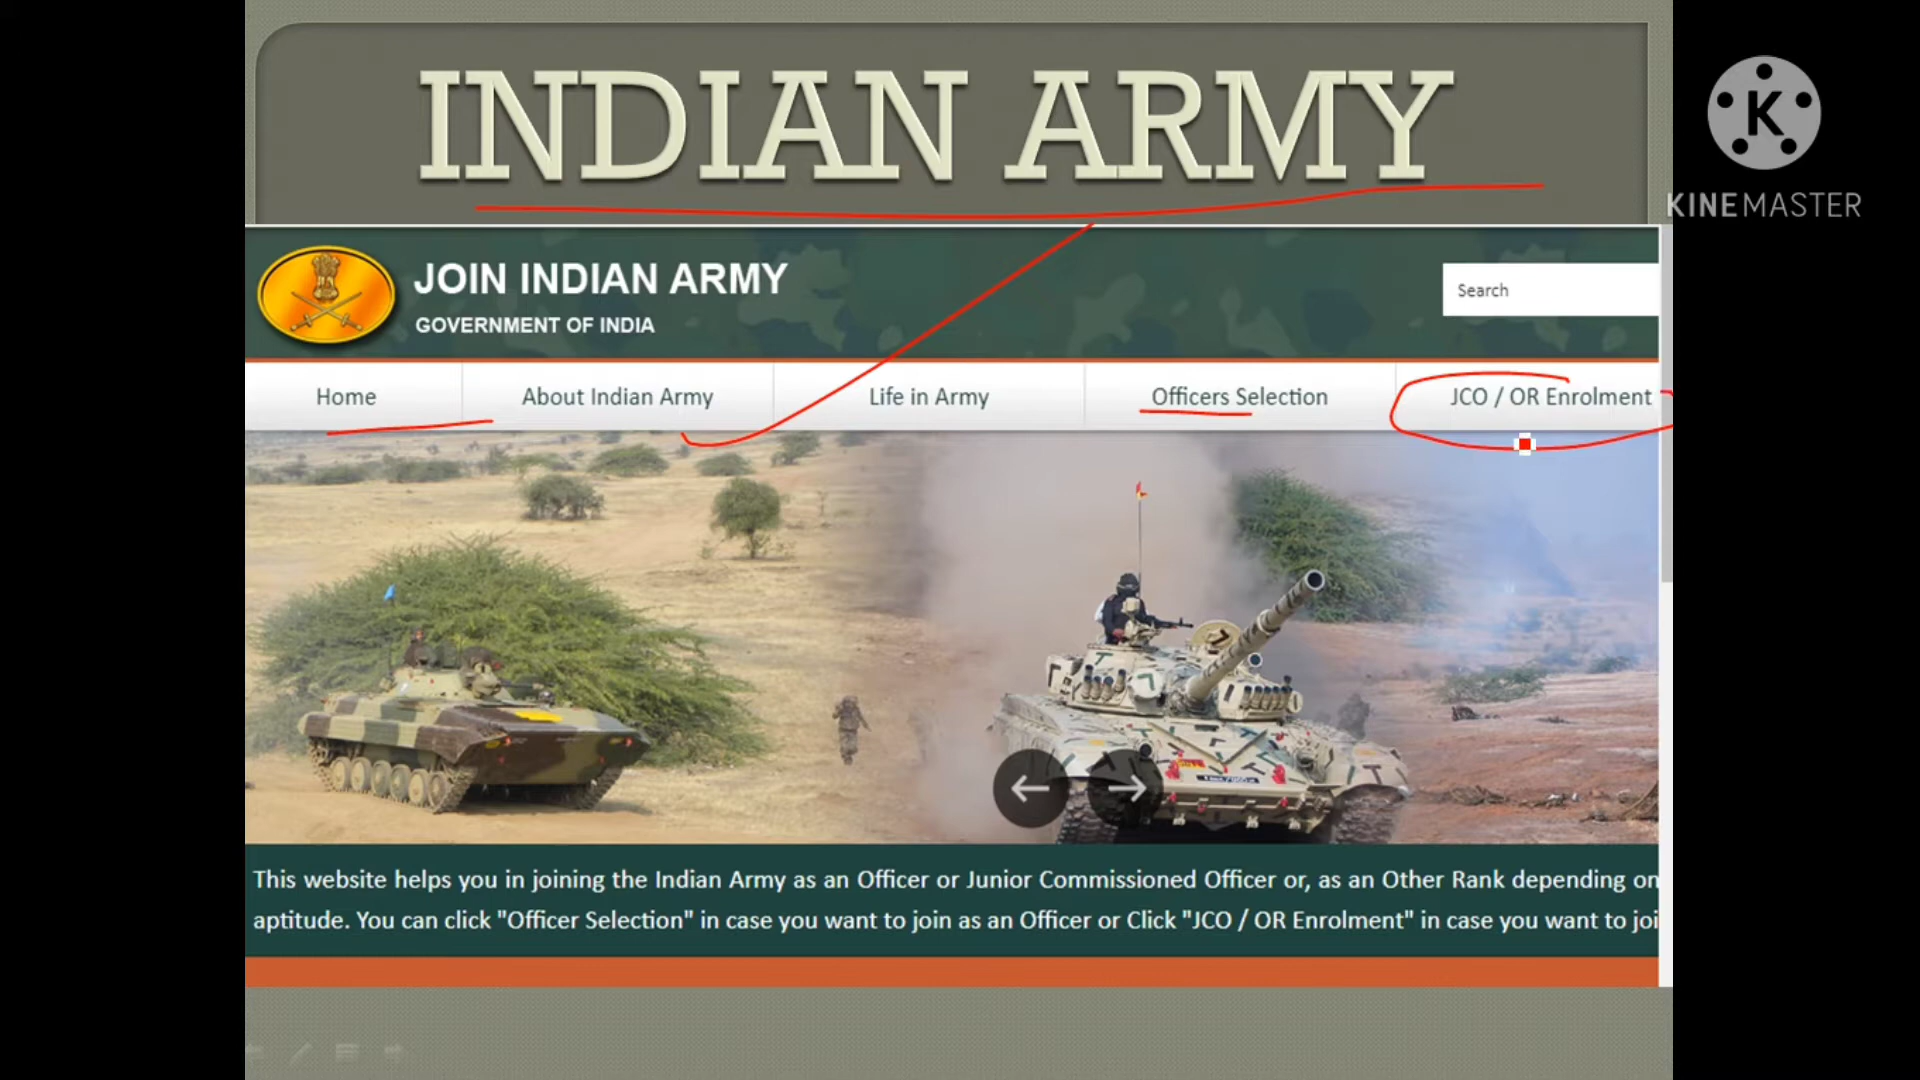 INDIAN ARMY
K
KINEMASTER
JOIN INDIAN ARMY
GOVERNMENT OF INDIA
Search
Home
About Indian Army
Life in Army
Officers Selection
JCO / OR Enrolment
This website helps you in joining the Indian Army as an Officer or Junior Commissioned Officer or, as an Other Rank depending on
aptitude. You can click "Officer Selection" in case you want to join as an Officer or Click "JCO / OR Enrolment" in case you want to joi